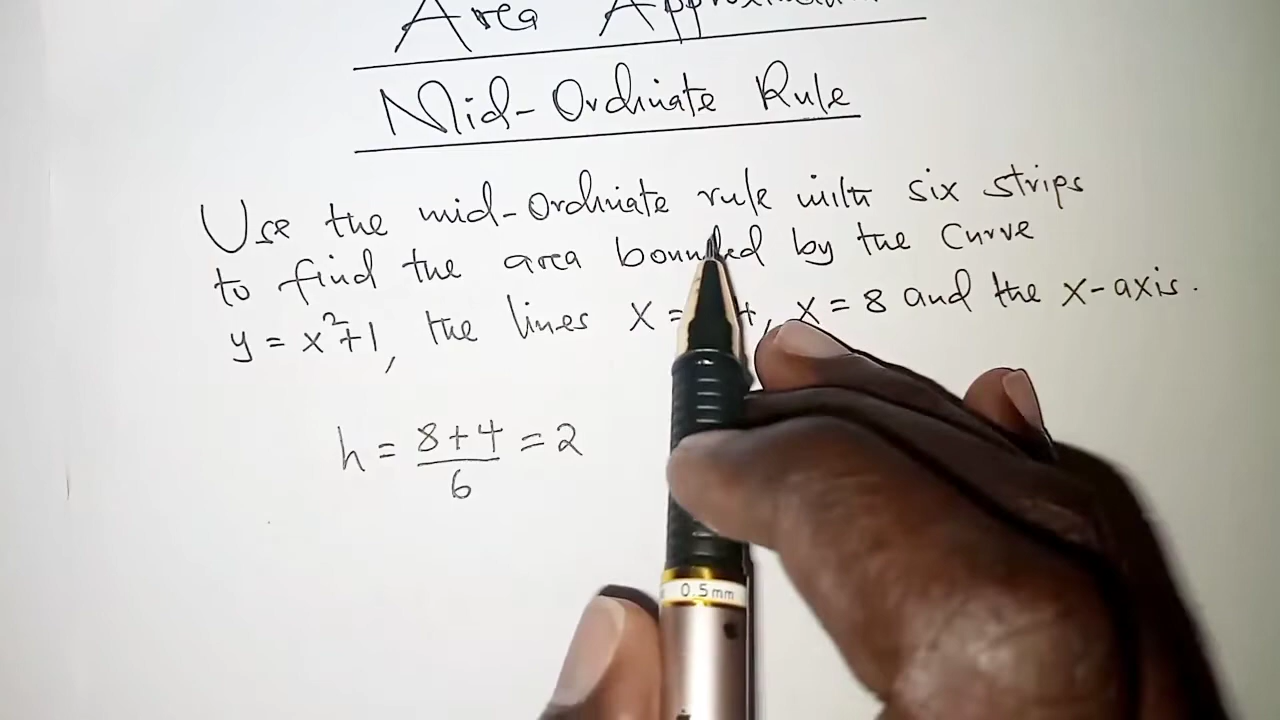 Area
Mid-Ordinate Rule
Use the mid-Ordinate rule with six strips
to find the area bounded by the Curve
y = x²+1, the lines x = 4, x = 8 and the x-axis.
h = 8+4/6 = 2
0.5mm